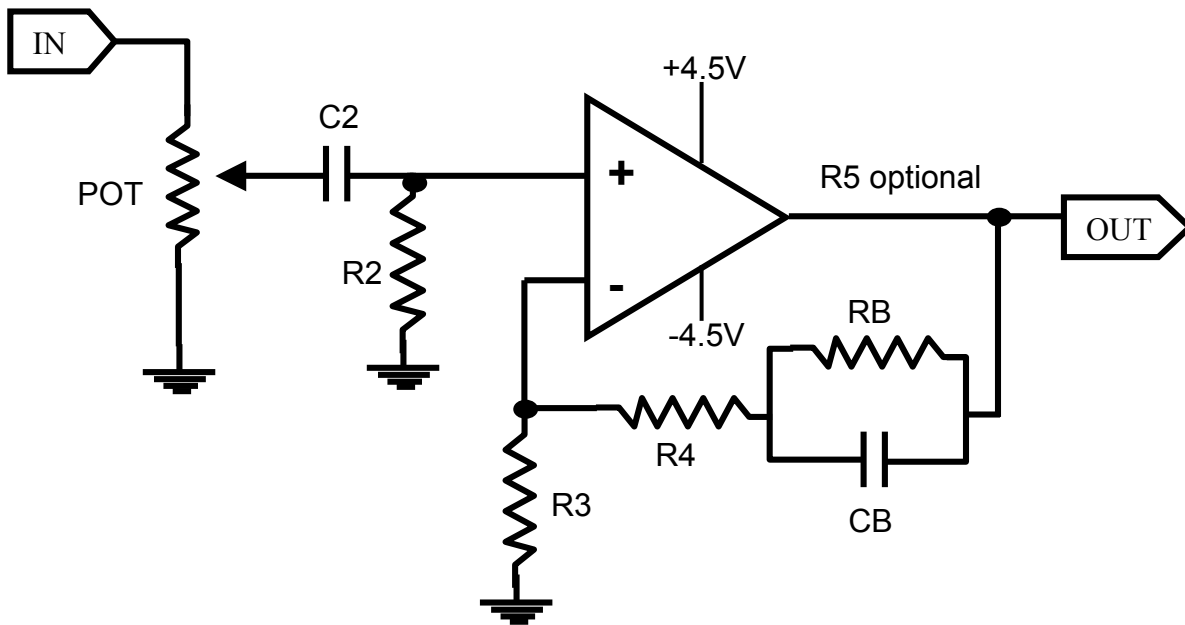 IN
+4.5V
C2
POT
+
R5 optional
OUT
R2
-
-4.5V
RB
R4
R3
CB